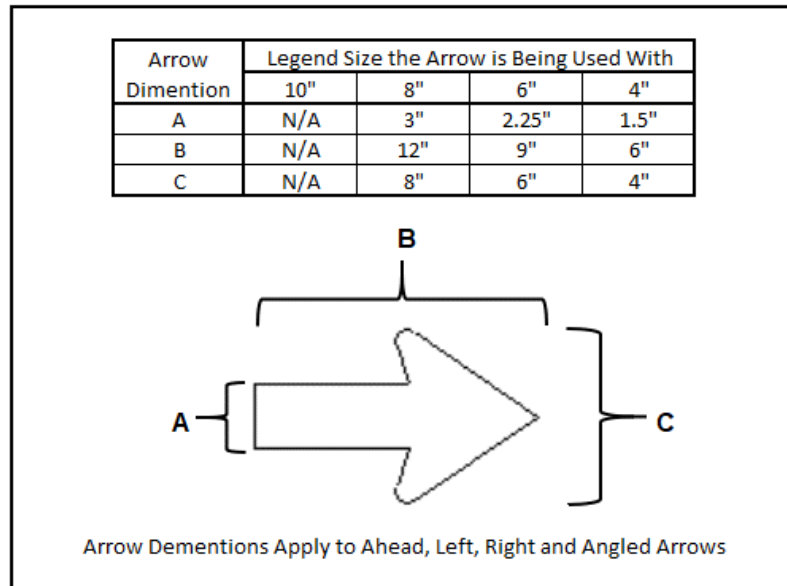 Arrow Dimention Legend Size the Arrow is Being Used With
10" 8" 6" 4"
A N/A 3" 2.25" 1.5"
B N/A 12" 9" 6"
C N/A 8" 6" 4"
B
A
C
Arrow Dementions Apply to Ahead, Left, Right and Angled Arrows